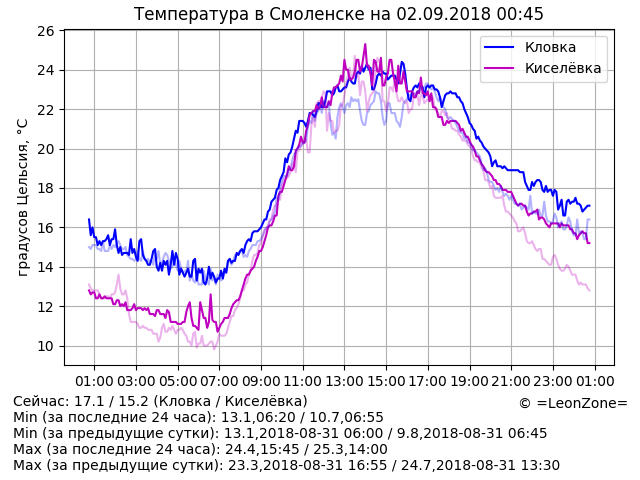 Температура в Смоленске на 02.09.2018 00:45
градусов Цельсия, °C
26
24
22
20
18
16
14
12
10
Кловка
Киселёвка
01:00 03:00 05:00 07:00 09:00 11:00 13:00 15:00 17:00 19:00 21:00 23:00 01:00
Сейчас: 17.1 / 15.2 (Кловка / Киселёвка)
© =LeonZone=
Min (за последние 24 часа): 13.1,06:20 / 10.7,06:55
Min (за предыдущие сутки): 13.1,2018-08-31 06:00 / 9.8,2018-08-31 06:45
Max (за последние 24 часа): 24.4,15:45 / 25.3,14:00
Max (за предыдущие сутки): 23.3,2018-08-31 16:55 / 24.7,2018-08-31 13:30